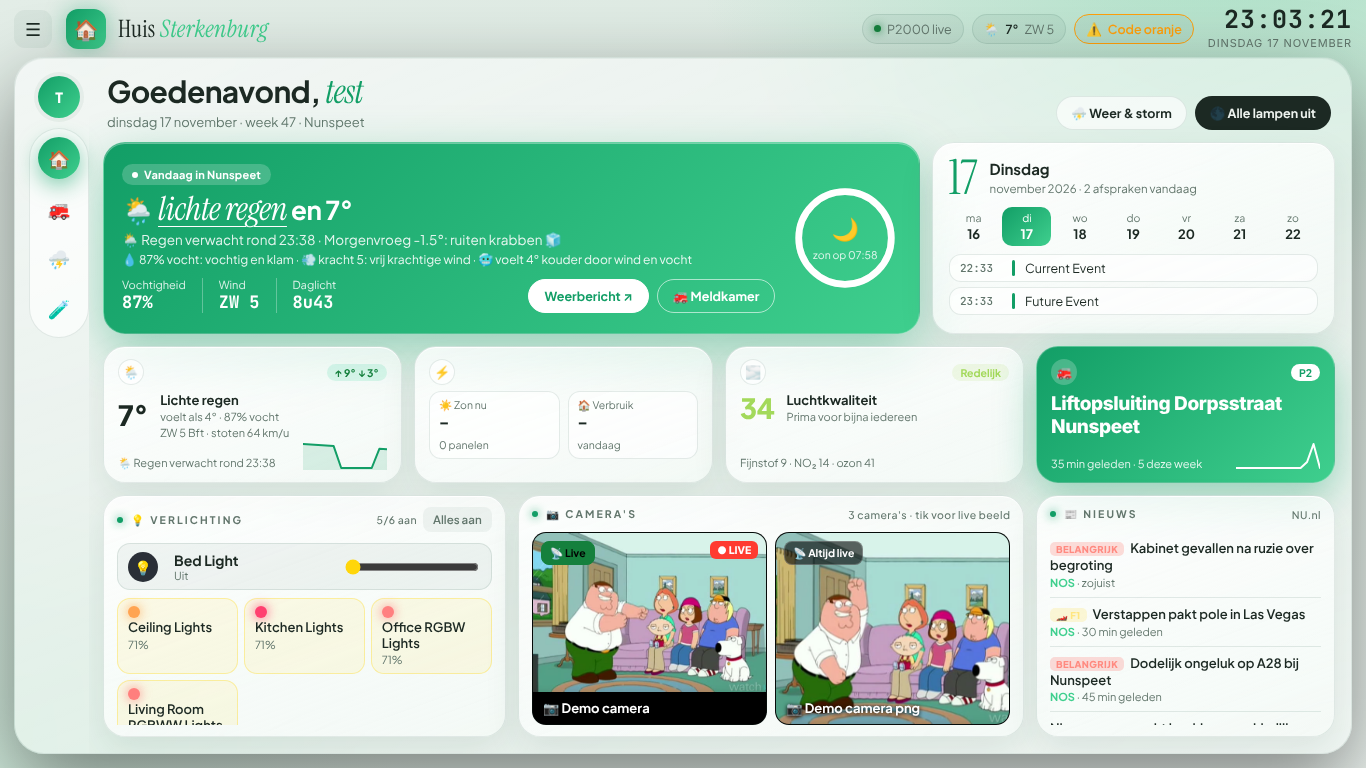 Huis Sterkenburg
P2000 live
7° ZW 5
Code oranje
23:03:21
DINSDAG 17 NOVEMBER
T
Goedenavond, test
dinsdag 17 november · week 47 · Nunspeet
Weer & storm
Alle lampen uit
Vandaag in Nunspeet
lichte regen en 7°
Regen verwacht rond 23:38 · Morgenvroeg -1.5°: ruiten krabben
87% vocht: vochtig en klam · kracht 5: vrij krachtige wind · voelt 4° kouder door wind en vocht
Vochtigheid
87%
Wind
ZW 5
Daglicht
8u43
Weerbericht ↗
Meldkamer
zon op 07:58
17
Dinsdag
november 2026 · 2 afspraken vandaag
ma di wo do vr za zo
16 17 18 19 20 21 22
22:33 Current Event
23:33 Future Event
↑ 9° ↓ 3°
7°
Lichte regen
voelt als 4° · 87% vocht
ZW 5 Bft · stoten 64 km/u
Regen verwacht rond 23:38
Zon nu
–
0 panelen
Verbruik
–
vandaag
Redelijk
34
Luchtkwaliteit
Prima voor bijna iedereen
Fijnstof 9 · NO₂ 14 · ozon 41
P2
Liftopsluiting Dorpsstraat
Nunspeet
35 min geleden · 5 deze week
VERLICHTING
5/6 aan
Alles aan
Bed Light
Uit
Ceiling Lights
71%
Kitchen Lights
71%
Office RGBW
Lights
71%
Living Room
RGBWW Lights
CAMERA'S
3 camera's · tik voor live beeld
Live
LIVE
watch
Demo camera
Altijd live
Demo camera png
NIEUWS
NU.nl
BELANGRIJK Kabinet gevallen na ruzie over
begroting
NOS · zojuist
F1 Verstappen pakt pole in Las Vegas
NOS · 30 min geleden
BELANGRIJK Dodelijk ongeluk op A28 bij
Nunspeet
NOS · 45 min geleden